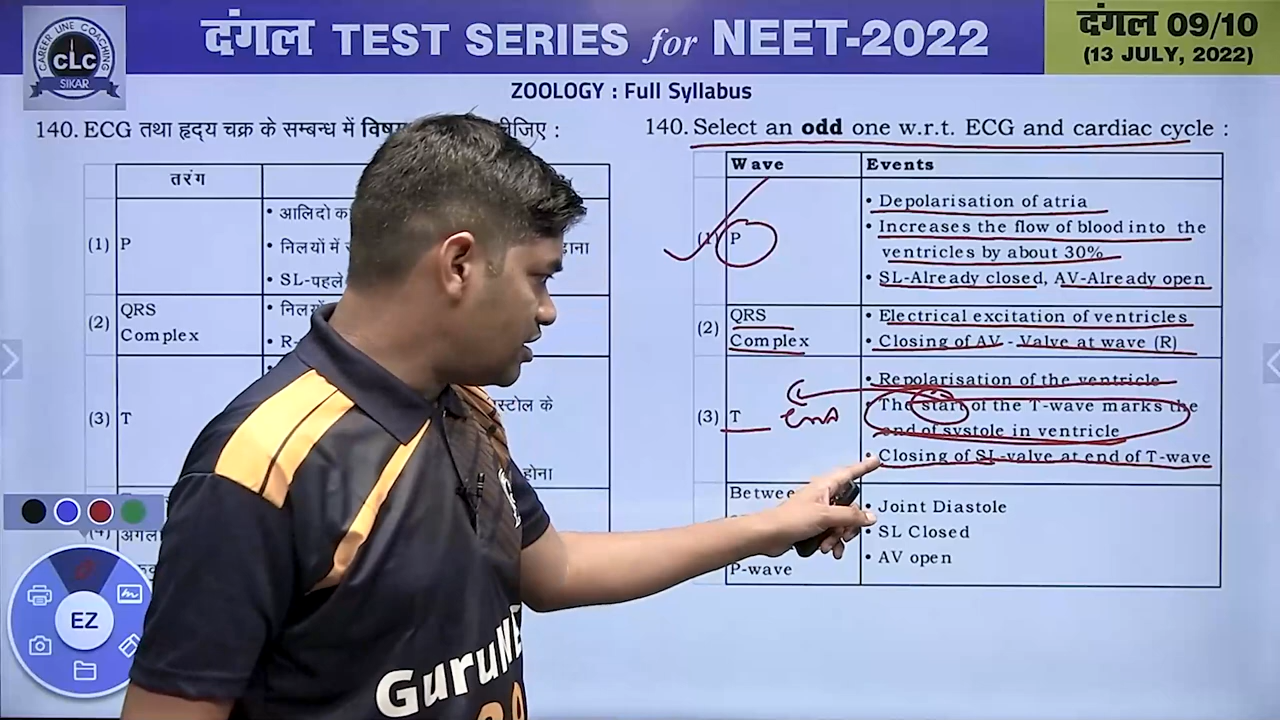 CAREER LINE COACHING
CLC
SIKAR
दंगल TEST SERIES for NEET-2022
दंगल 09/10
(13 JULY, 2022)
ZOOLOGY : Full Syllabus
140. ECG तथा हृदय चक्र के सम्बन्ध में
तरंग
(1) P
• आलिदो
• निलयों में
• SL-पहले
(2) QRS
Complex
(3) T
स्टोल के
होना
(4)
140. Select an odd one w.r.t. ECG and cardiac cycle :
Wave Events
(1) P
• Depolarisation of atria
• Increases the flow of blood into the
ventricles by about 30%
• SL-Already closed, AV-Already open
(2) QRS
Complex
• Electrical excitation of ventricles
• Closing of AV - Valve at wave (R)
(3) T
end
• Repolarisation of the ventricle
• The start of the T-wave marks the
end of systole in ventricle
• Closing of SL-valve at end of T-wave
P-wave
• Joint Diastole
• SL Closed
• AV open
EZ